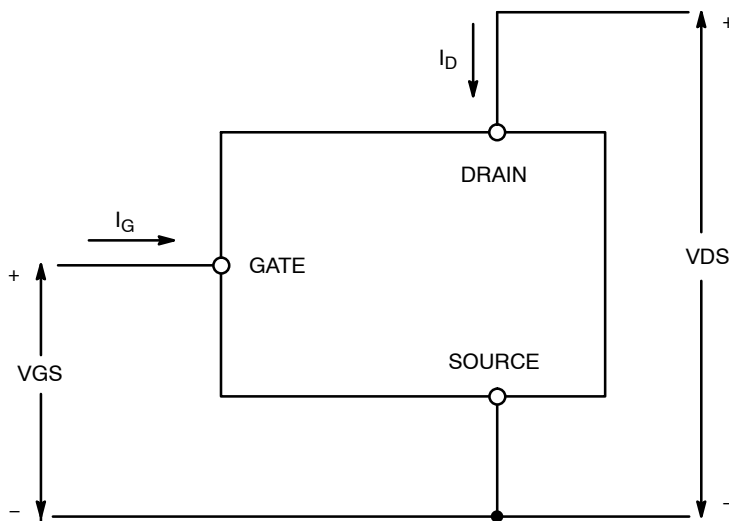 +
I_D
DRAIN
I_G
VDS
GATE
+
SOURCE
VGS
−
−